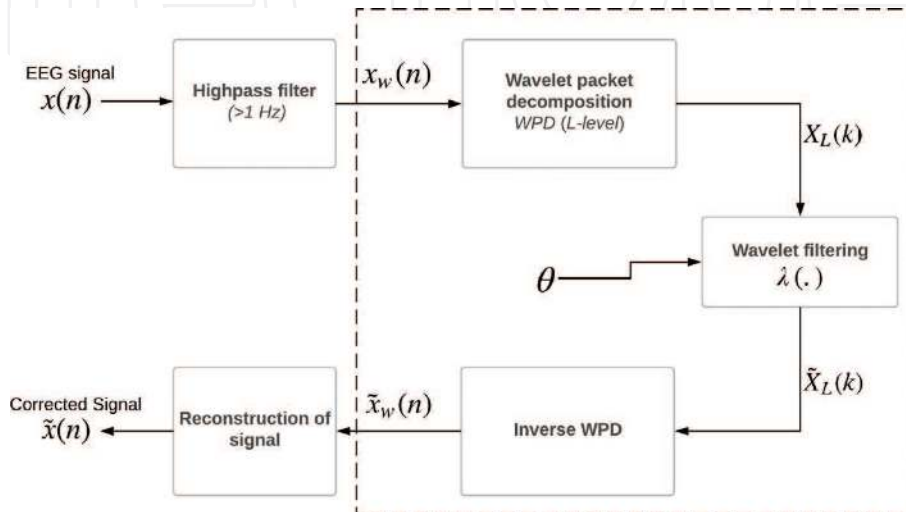 EEG signal
x(n)
Highpass filter
(>1 Hz)
x_w(n)
Wavelet packet
decomposition
WPD (L-level)
X_L(k)
Wavelet filtering
λ(.)
θ
X̃_L(k)
Inverse WPD
x̃_w(n)
Reconstruction of
signal
Corrected Signal
x̃(n)